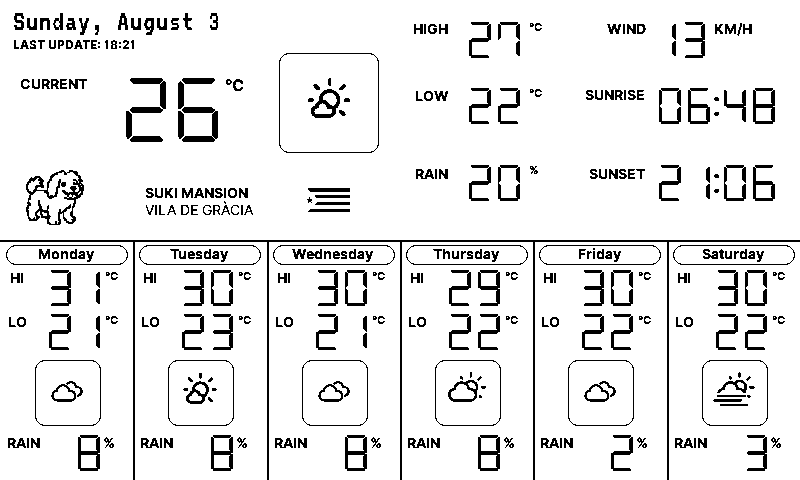 Sunday, August 3
LAST UPDATE: 18:21
CURRENT 26 °C
HIGH 27 °C
WIND 13 KM/H
LOW 22 °C
SUNRISE 06:48
RAIN 20 %
SUNSET 21:06
SUKI MANSION
VILA DE GRÀCIA
Monday
HI 31 °C
LO 21 °C
RAIN 8 %
Tuesday
HI 30 °C
LO 23 °C
RAIN 8 %
Wednesday
HI 30 °C
LO 21 °C
RAIN 8 %
Thursday
HI 29 °C
LO 22 °C
RAIN 8 %
Friday
HI 30 °C
LO 22 °C
RAIN 2 %
Saturday
HI 30 °C
LO 22 °C
RAIN 3 %